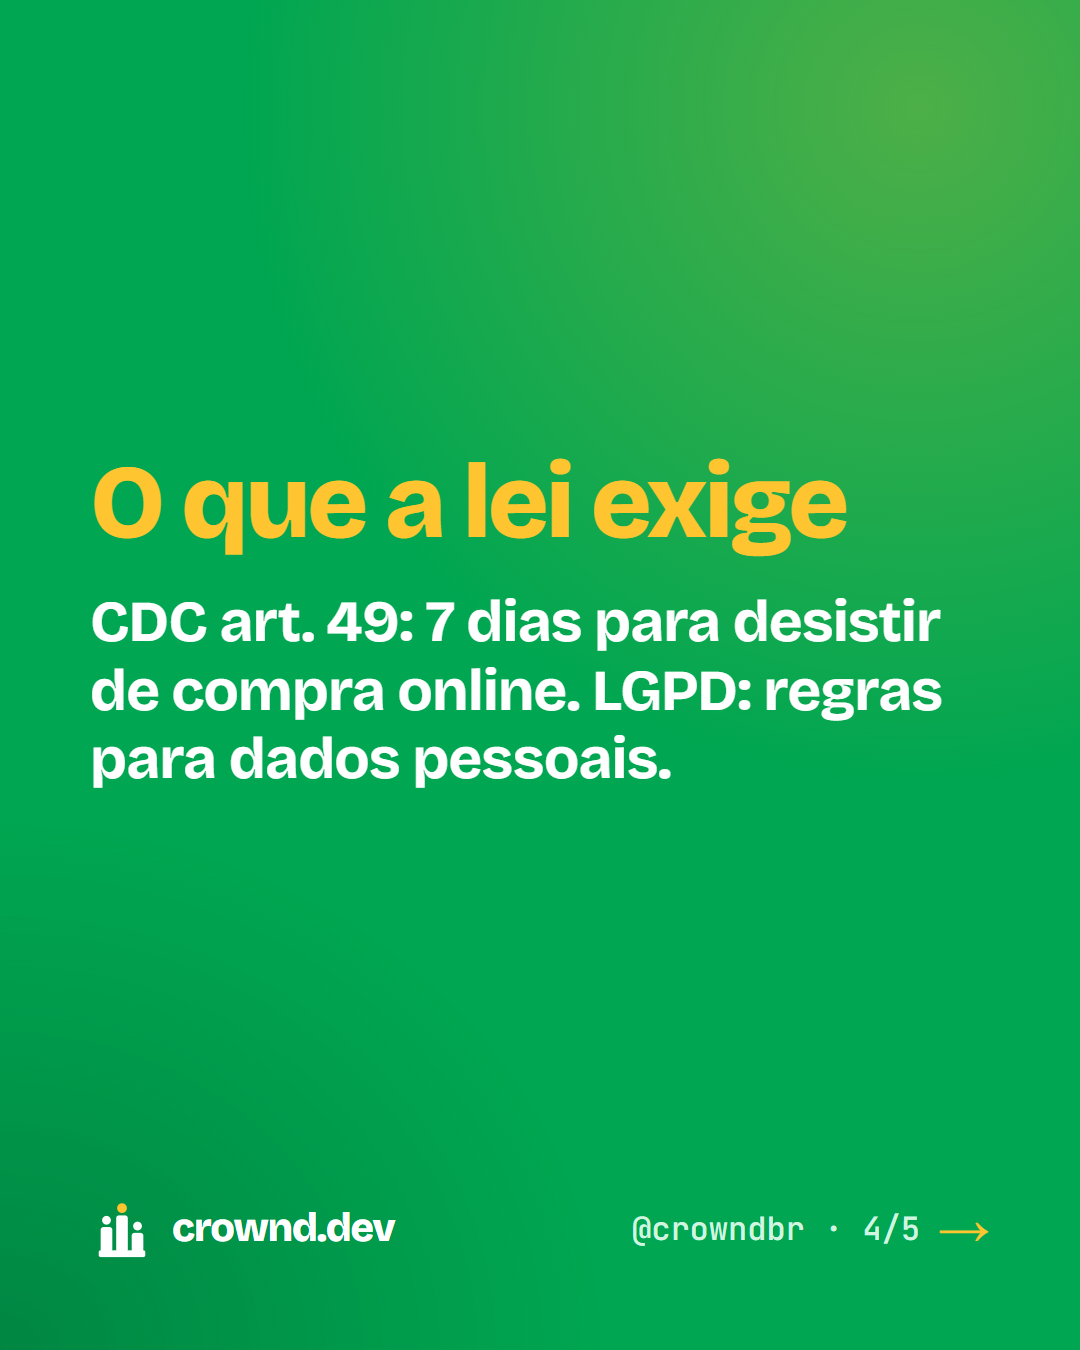 O que a lei exige
CDC art. 49: 7 dias para desistir
de compra online. LGPD: regras
para dados pessoais.
crownd.dev
@crowndbr · 4/5 →